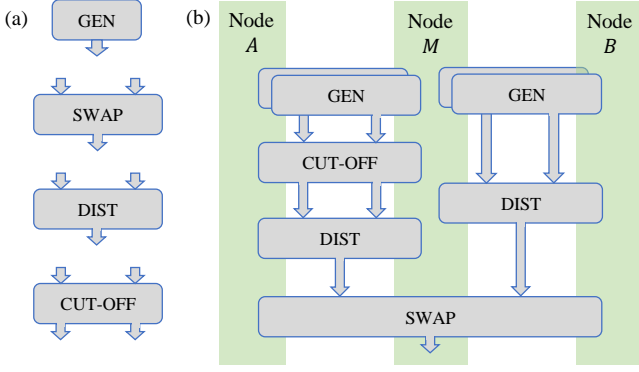 (a)
GEN
SWAP
DIST
CUT-OFF
(b)
Node
A
Node
M
Node
B
GEN
GEN
CUT-OFF
DIST
DIST
SWAP